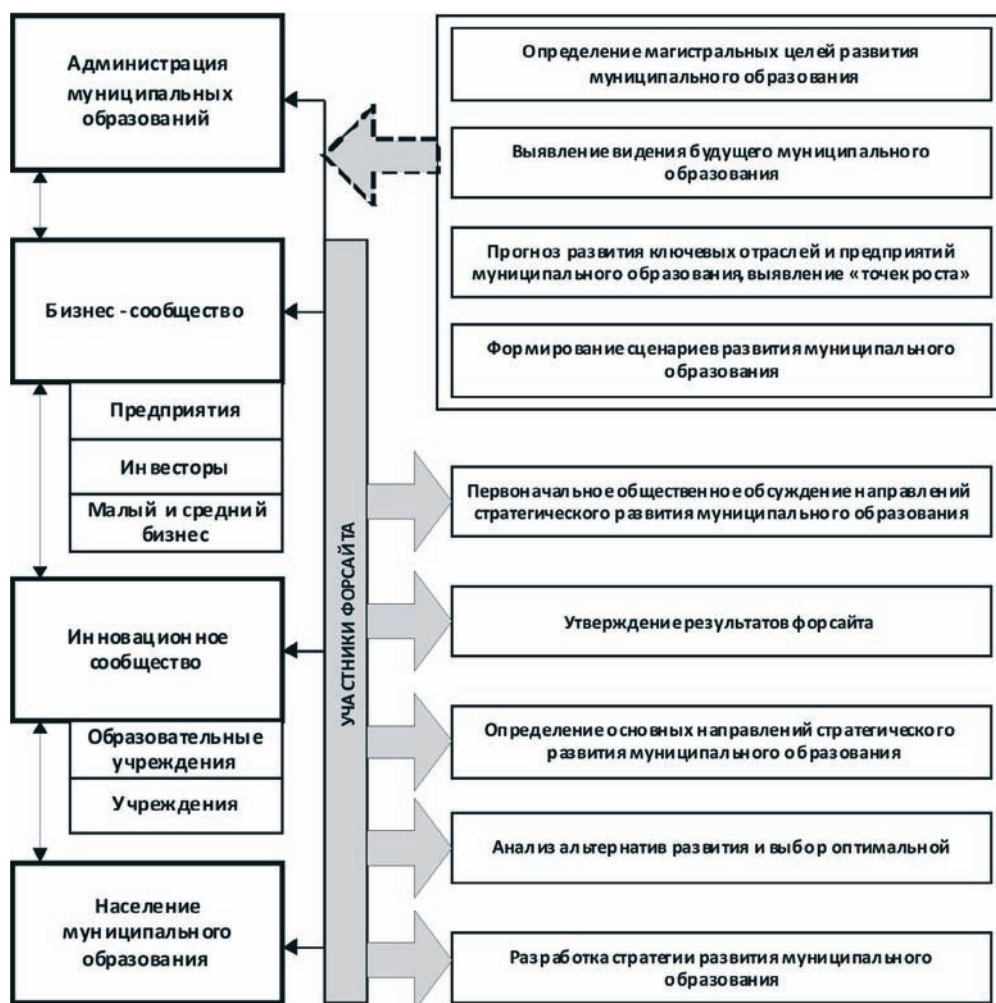 Администрация
муниципальных
образований
Бизнес - сообщество
Предприятия
Инвесторы
Малый и средний
бизнес
Инновационное
сообщество
Образовательные
учреждения
Учреждения
Население
муниципального
образования
УЧАСТНИКИ ФОРСАЙТА
Определение магистральных целей развития
муниципального образования
Выявление видения будущего муниципального
образования
Прогноз развития ключевых отраслей и предприятий
муниципального образования, выявление «точек роста»
Формирование сценариев развития муниципального
образования
Первоначальное общественное обсуждение направлений
стратегического развития муниципального образования
Утверждение результатов форсайта
Определение основных направлений стратегического
развития муниципального образования
Анализ альтернатив развития и выбор оптимальной
Разработка стратегии развития муниципального
образования